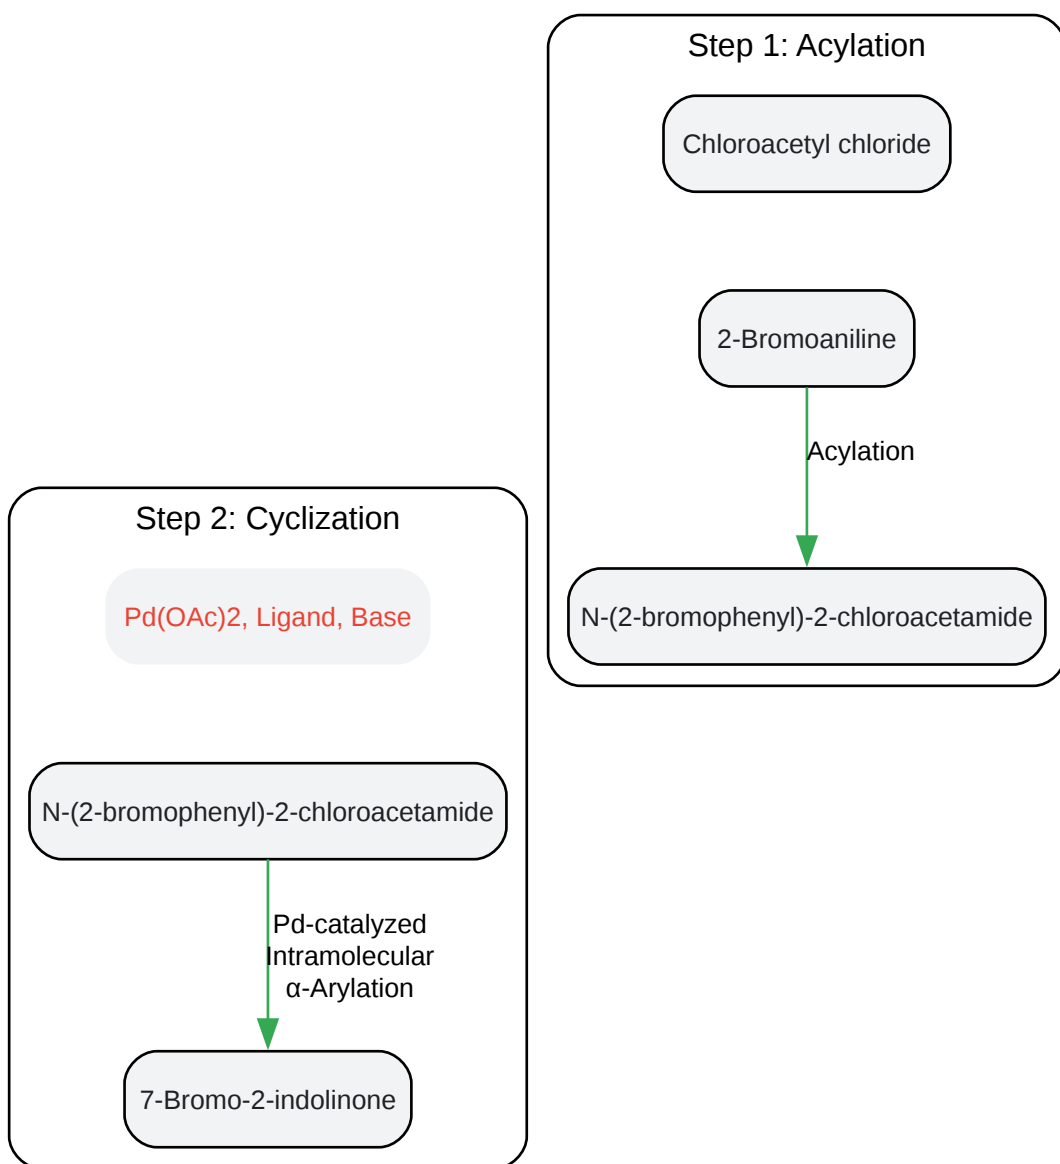 Step 1: Acylation
Chloroacetyl chloride
2-Bromoaniline
Acylation
N-(2-bromophenyl)-2-chloroacetamide
Step 2: Cyclization
Pd(OAc)2, Ligand, Base
N-(2-bromophenyl)-2-chloroacetamide
Pd-catalyzed
Intramolecular
α-Arylation
7-Bromo-2-indolinone